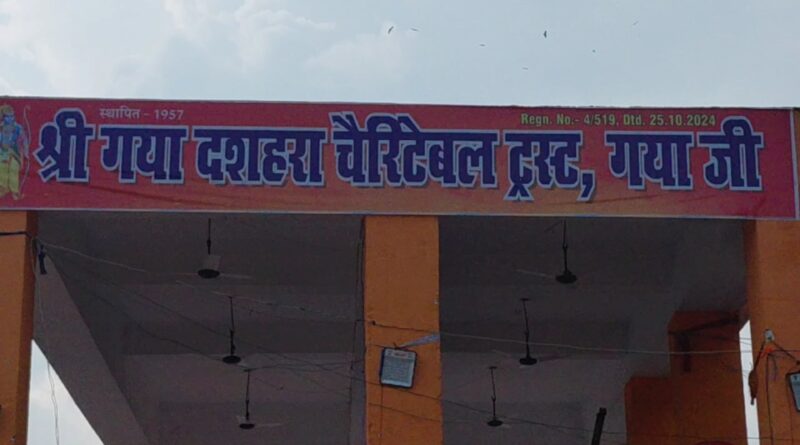 स्थापित - 1957
Regn. No.- 4/519, Dtd. 25.10.2024
श्री गया दशहरा चैरिटेबल ट्रस्ट, गया जी